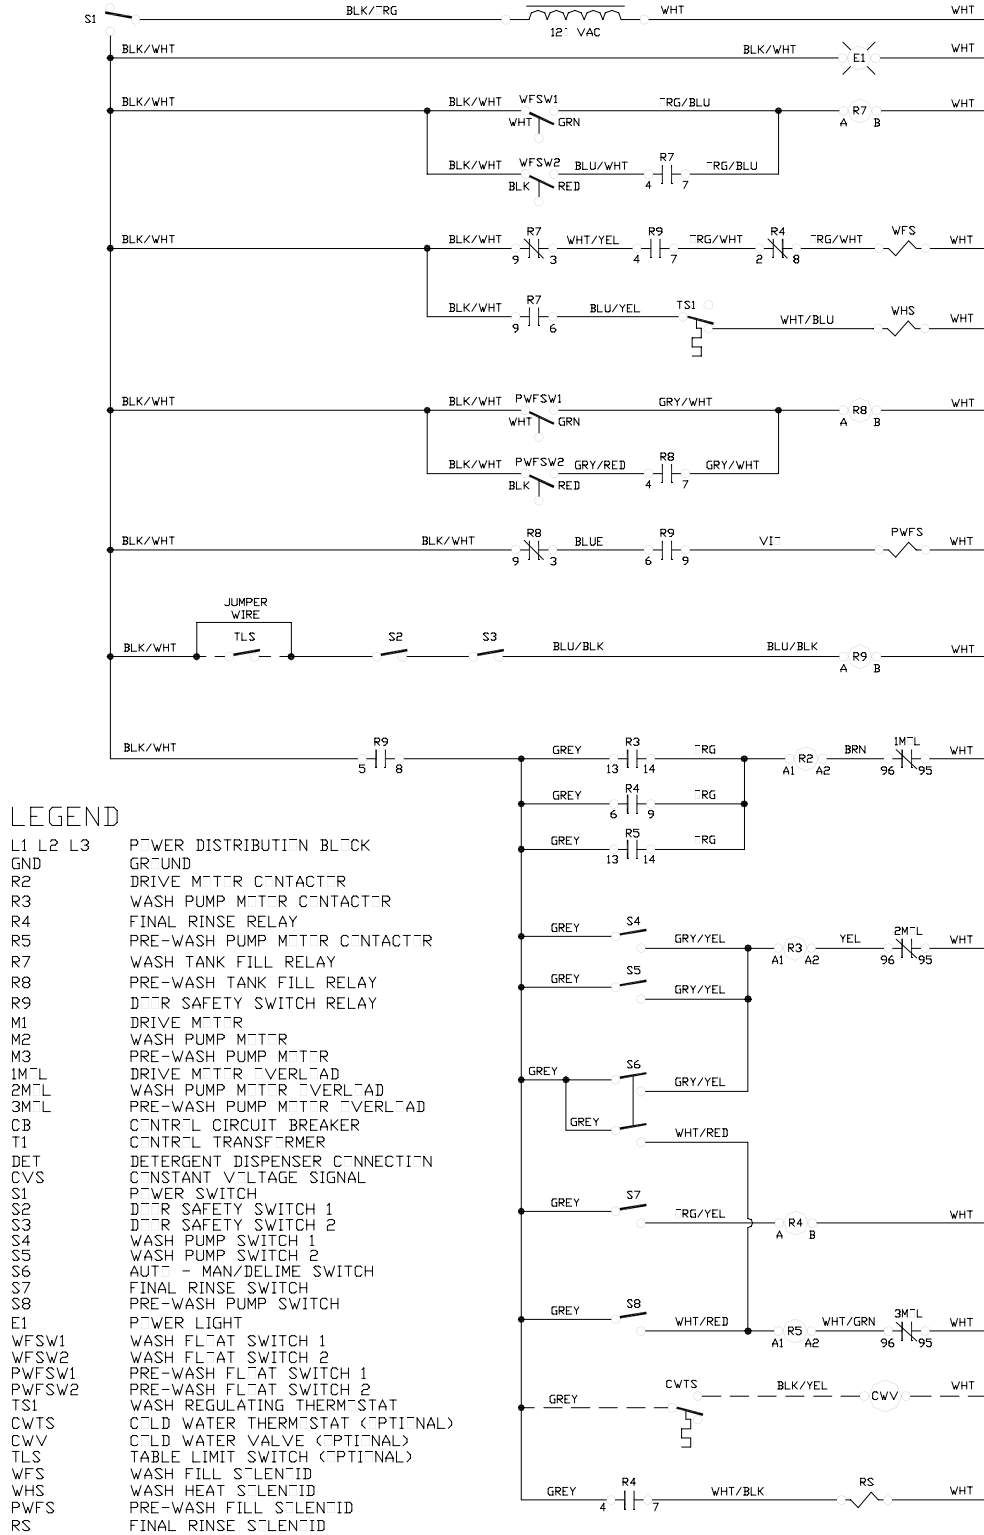 S1 BLK/ORG WHT WHT
120 VAC
BLK/WHT BLK/WHT E1 WHT
BLK/WHT BLK/WHT WFSW1 ORG/BLU R7 WHT
WHT GRN A B
BLK/WHT WFSW2 BLU/WHT R7 ORG/BLU
BLK RED 4 7
BLK/WHT BLK/WHT R7 WHT/YEL R9 ORG/WHT R4 ORG/WHT WFS WHT
9 3 4 7 2 8
BLK/WHT R7 BLU/YEL TS1 WHT/BLU WHS WHT
9 6
BLK/WHT BLK/WHT PWFSW1 GRY/WHT R8 WHT
WHT GRN A B
BLK/WHT PWFSW2 GRY/RED R8 GRY/WHT
BLK RED 4 7
BLK/WHT BLK/WHT R8 BLUE R9 VIO PWFS WHT
9 3 6 9
JUMPER
WIRE
BLK/WHT TLS S2 S3 BLU/BLK BLU/BLK R9 WHT
A B
BLK/WHT R9 GREY R3 ORG R2 BRN 1MOL WHT
5 8 13 14 A1 A2 96 95
GREY R4 ORG
6 9
GREY R5 ORG
13 14
GREY S4 GRY/YEL R3 YEL 2MOL WHT
A1 A2 96 95
GREY S5 GRY/YEL
GREY S6 GRY/YEL
GREY WHT/RED
GREY S7 ORG/YEL R4 WHT
A B
GREY S8 WHT/RED R5 WHT/GRN 3MOL WHT
A1 A2 96 95
GREY CWTS BLK/YEL CWV WHT
GREY R4 WHT/BLK RS WHT
4 7
LEGEND
L1 L2 L3 POWER DISTRIBUTION BLOCK
GND GROUND
R2 DRIVE MOTOR CONTACTOR
R3 WASH PUMP MOTOR CONTACTOR
R4 FINAL RINSE RELAY
R5 PRE-WASH PUMP MOTOR CONTACTOR
R7 WASH TANK FILL RELAY
R8 PRE-WASH TANK FILL RELAY
R9 DOOR SAFETY SWITCH RELAY
M1 DRIVE MOTOR
M2 WASH PUMP MOTOR
M3 PRE-WASH PUMP MOTOR
1MOL DRIVE MOTOR OVERLOAD
2MOL WASH PUMP MOTOR OVERLOAD
3MOL PRE-WASH PUMP MOTOR OVERLOAD
CB CONTROL CIRCUIT BREAKER
T1 CONTROL TRANSFORMER
DET DETERGENT DISPENSER CONNECTION
CVS CONSTANT VOLTAGE SIGNAL
S1 POWER SWITCH
S2 DOOR SAFETY SWITCH 1
S3 DOOR SAFETY SWITCH 2
S4 WASH PUMP SWITCH 1
S5 WASH PUMP SWITCH 2
S6 AUTO - MAN/DELIME SWITCH
S7 FINAL RINSE SWITCH
S8 PRE-WASH PUMP SWITCH
E1 POWER LIGHT
WFSW1 WASH FLOAT SWITCH 1
WFSW2 WASH FLOAT SWITCH 2
PWFSW1 PRE-WASH FLOAT SWITCH 1
PWFSW2 PRE-WASH FLOAT SWITCH 2
TS1 WASH REGULATING THERMOSTAT
CWTS COLD WATER THERMOSTAT (OPTIONAL)
CWV COLD WATER VALVE (OPTIONAL)
TLS TABLE LIMIT SWITCH (OPTIONAL)
WFS WASH FILL SOLENOID
WHS WASH HEAT SOLENOID
PWFS PRE-WASH FILL SOLENOID
RS FINAL RINSE SOLENOID